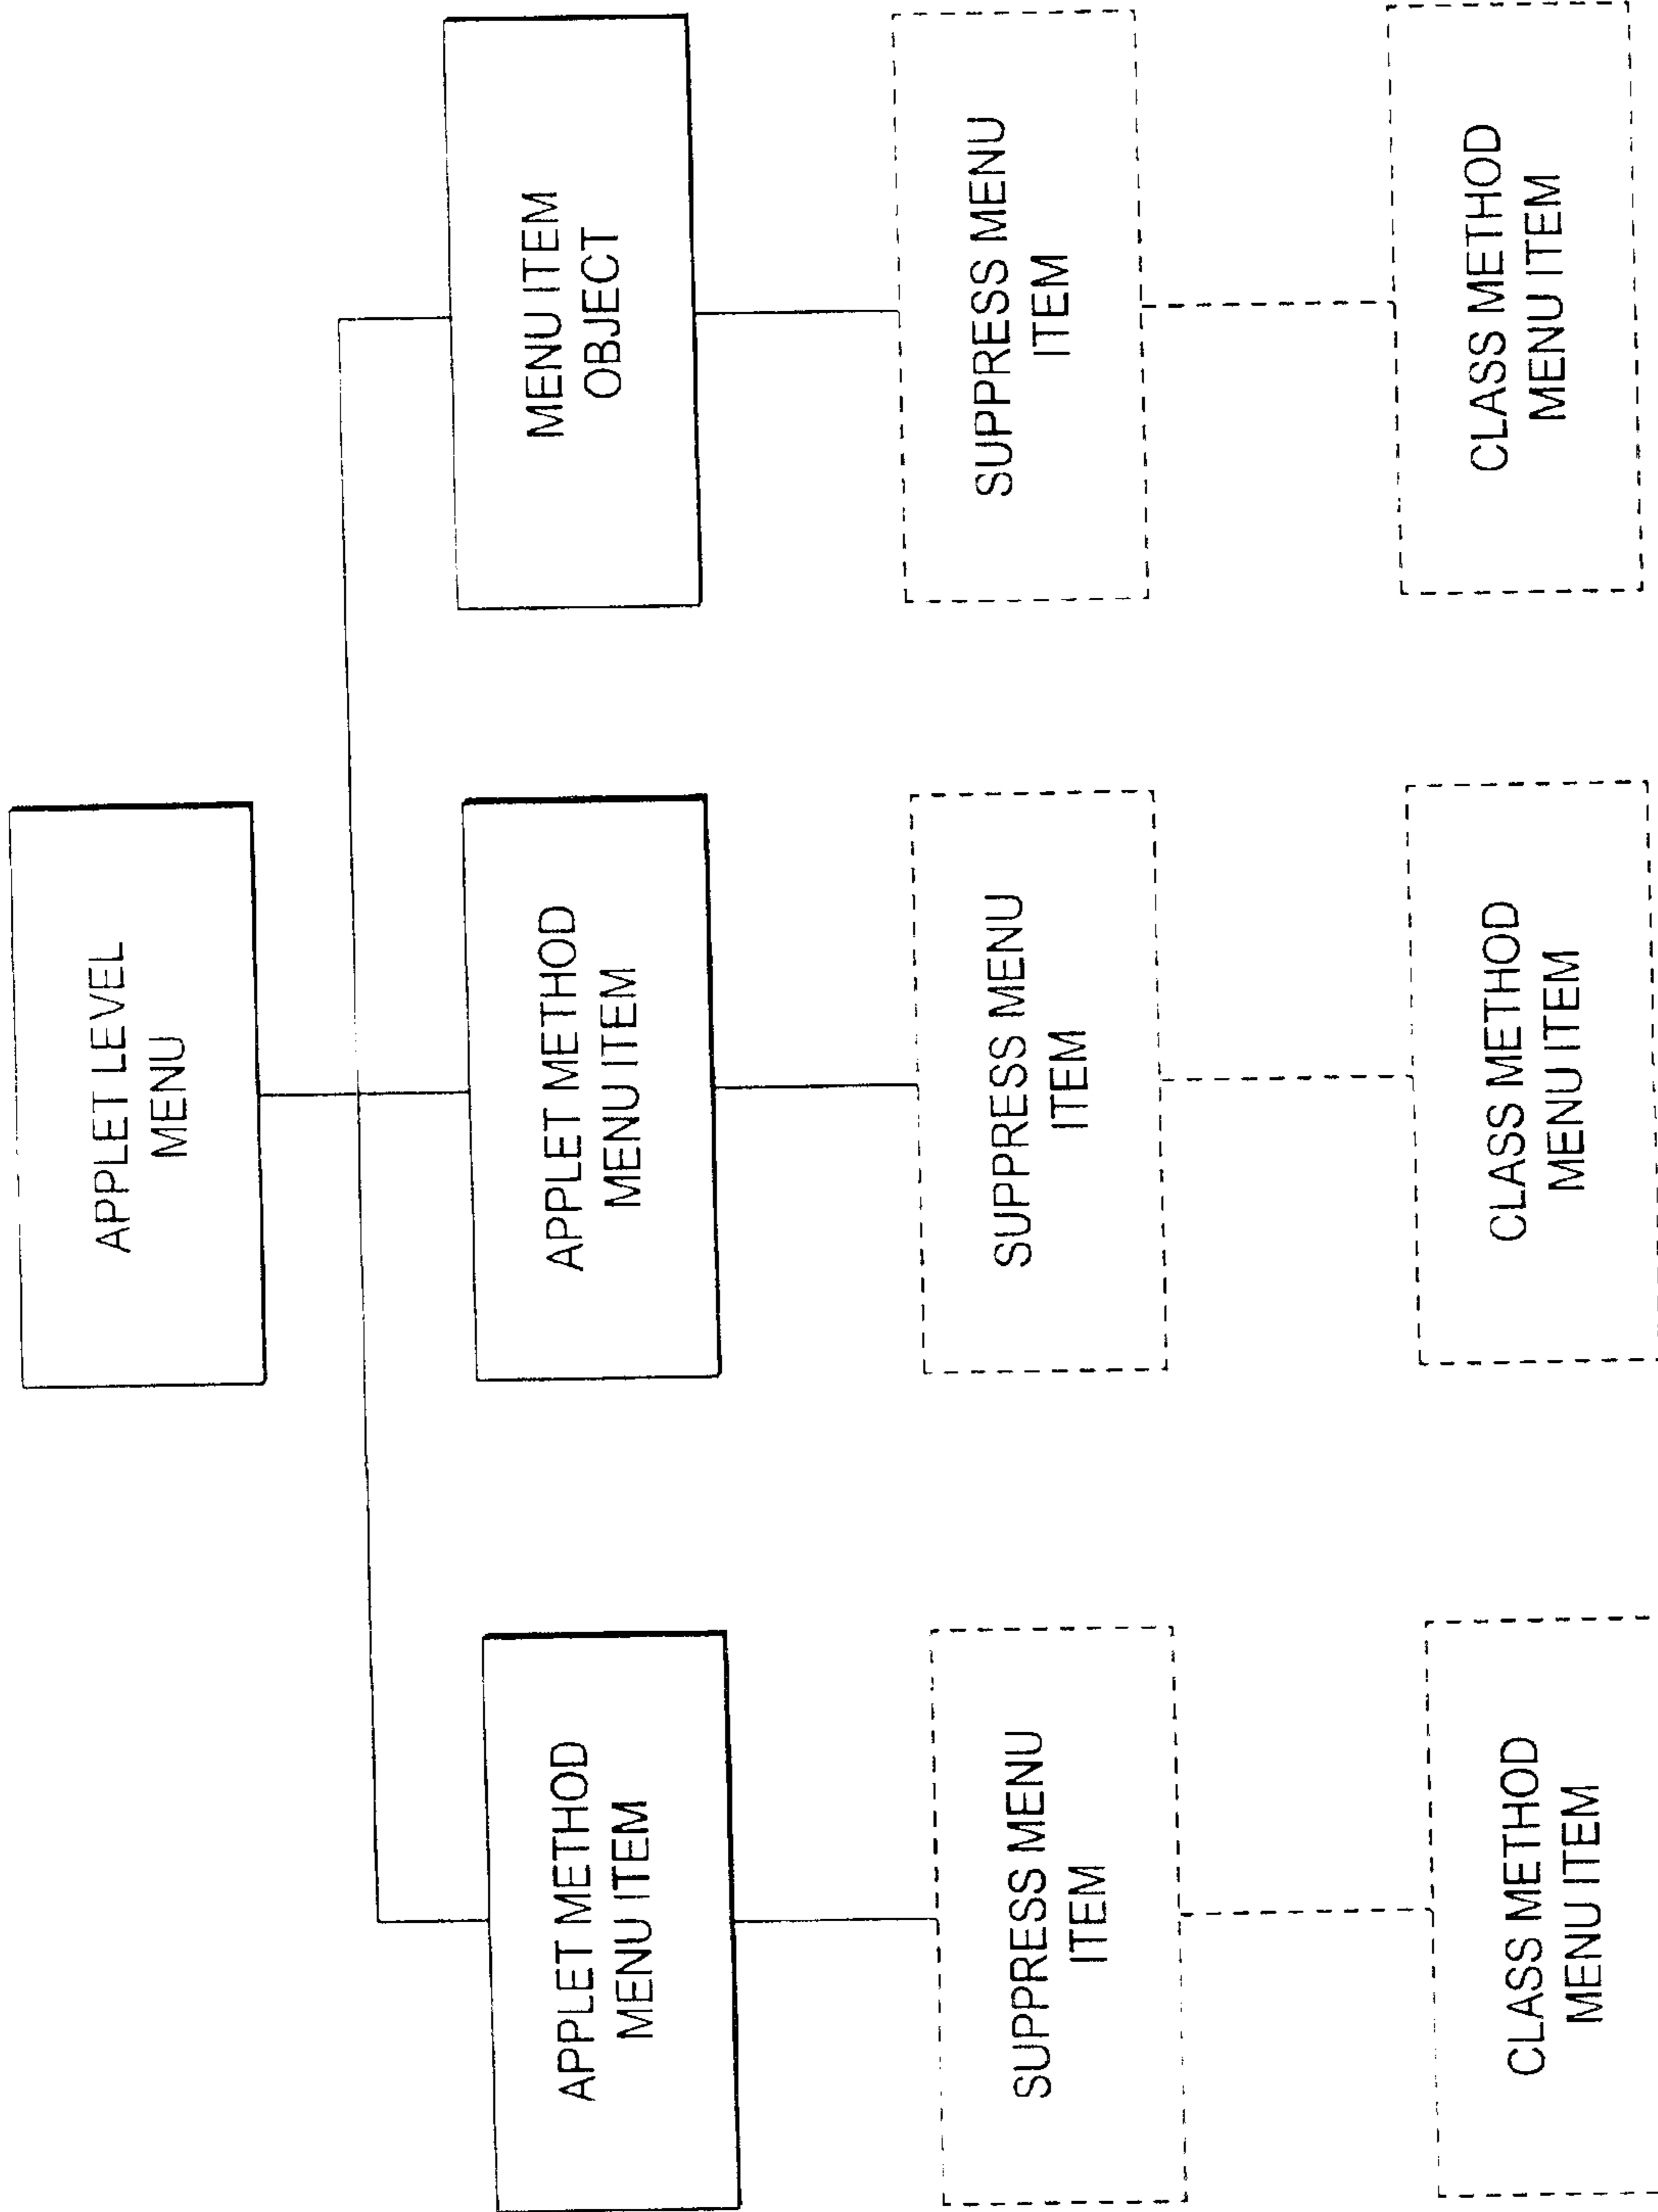 APPLET LEVEL
MENU
APPLET METHOD
MENU ITEM
APPLET METHOD
MENU ITEM
MENU ITEM
OBJECT
SUPPRESS MENU
ITEM
SUPPRESS MENU
ITEM
SUPPRESS MENU
ITEM
CLASS METHOD
MENU ITEM
CLASS METHOD
MENU ITEM
CLASS METHOD
MENU ITEM